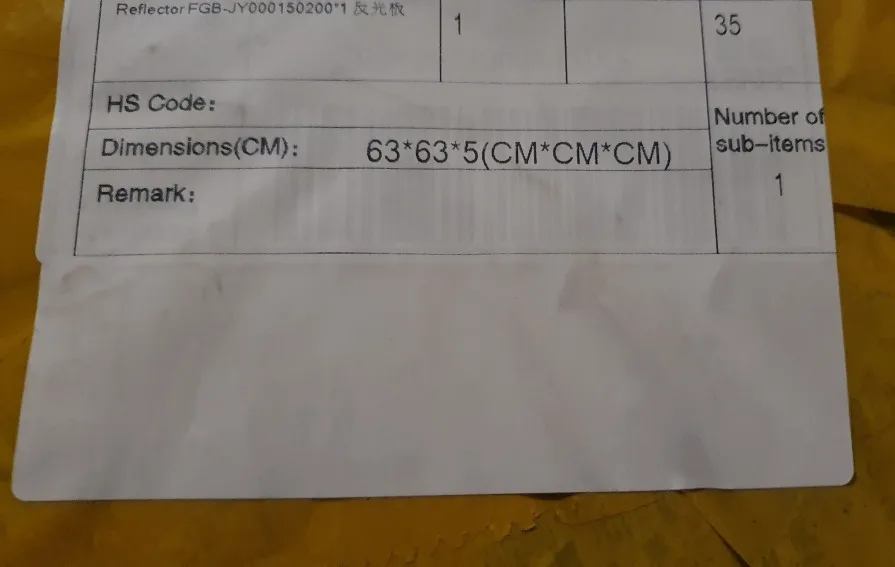 Reflector FGB-JY000150200*1 反光板
1
35
HS Code:
Dimensions(CM): 63*63*5(CM*CM*CM)
Remark:
Number of
sub-items
1